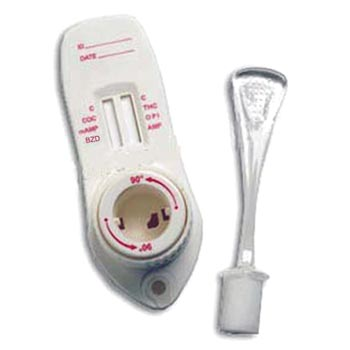 ID
DATE
C C
COC THC
mAMP OPI
BZD AMP
90°
90°